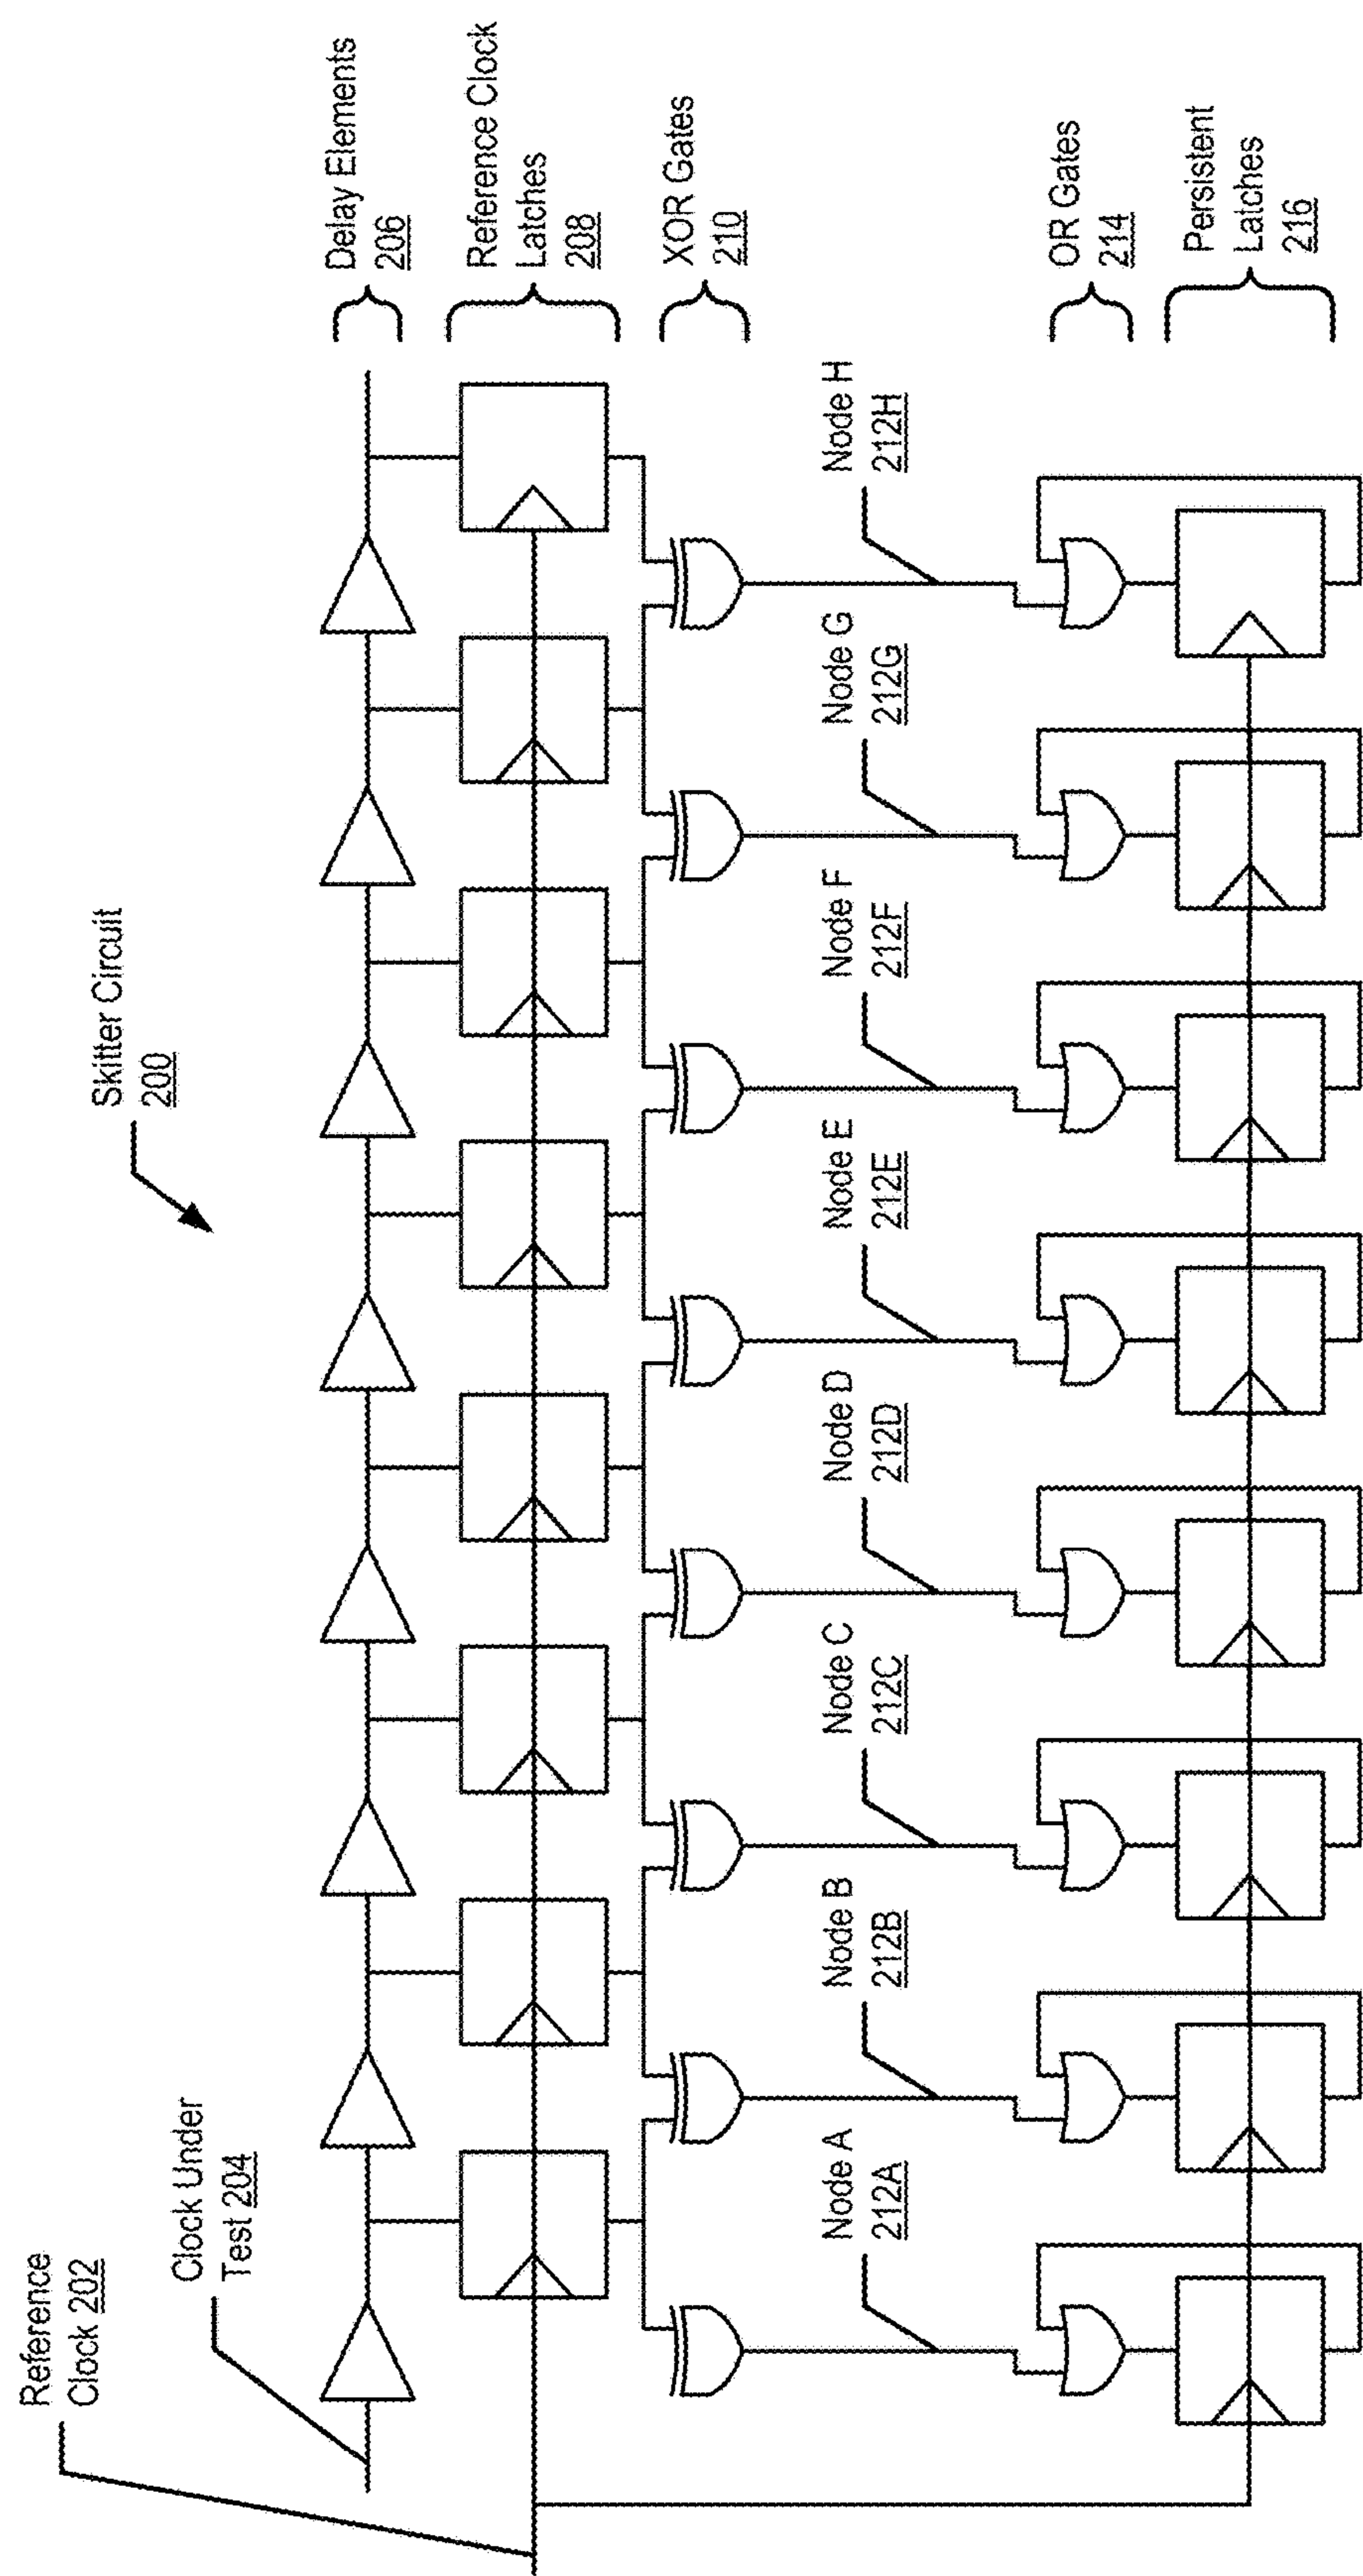 Skitter Circuit
200
Reference
Clock 202
Clock Under
Test 204
Delay Elements
206
Reference Clock
Latches
208
XOR Gates
210
Node A
212A
Node B
212B
Node C
212C
Node D
212D
Node E
212E
Node F
212F
Node G
212G
Node H
212H
OR Gates
214
Persistent
Latches
216